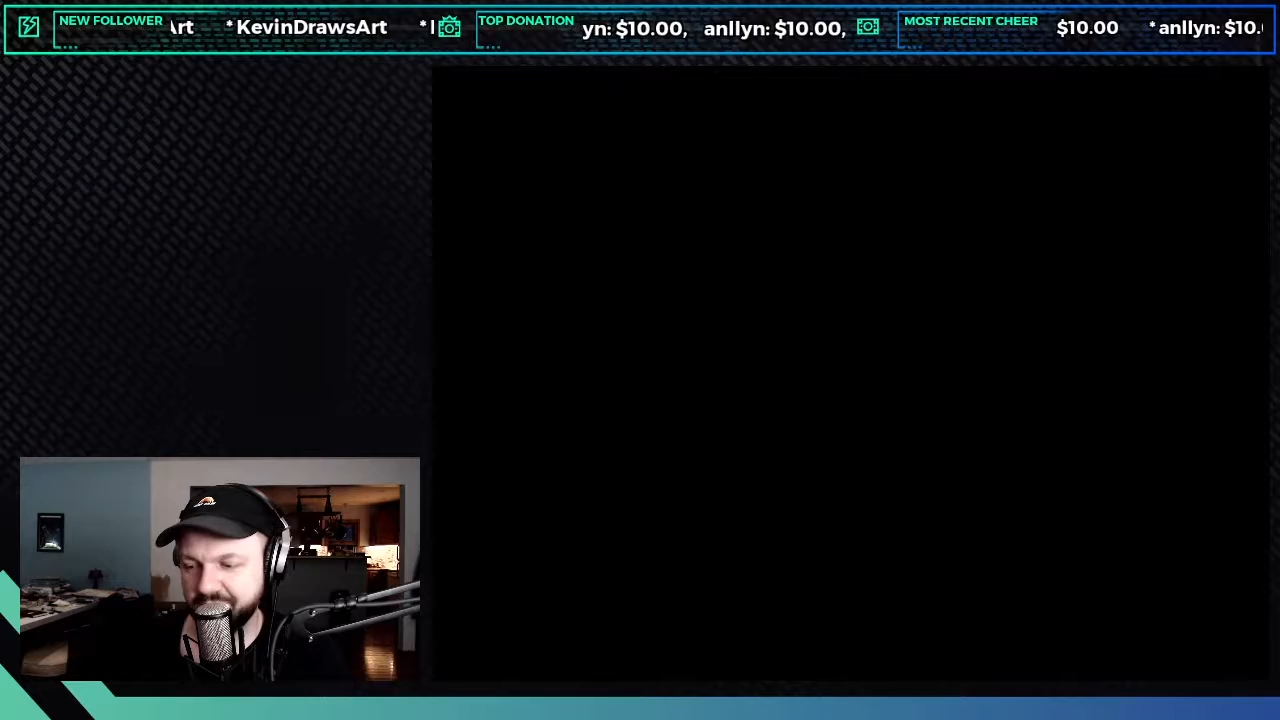 NEW FOLLOWER
Art *KevinDrawsArt *
TOP DONATION
yn: $10.00, anllyn: $10.00,
MOST RECENT CHEER
$10.00 * anllyn: $10.